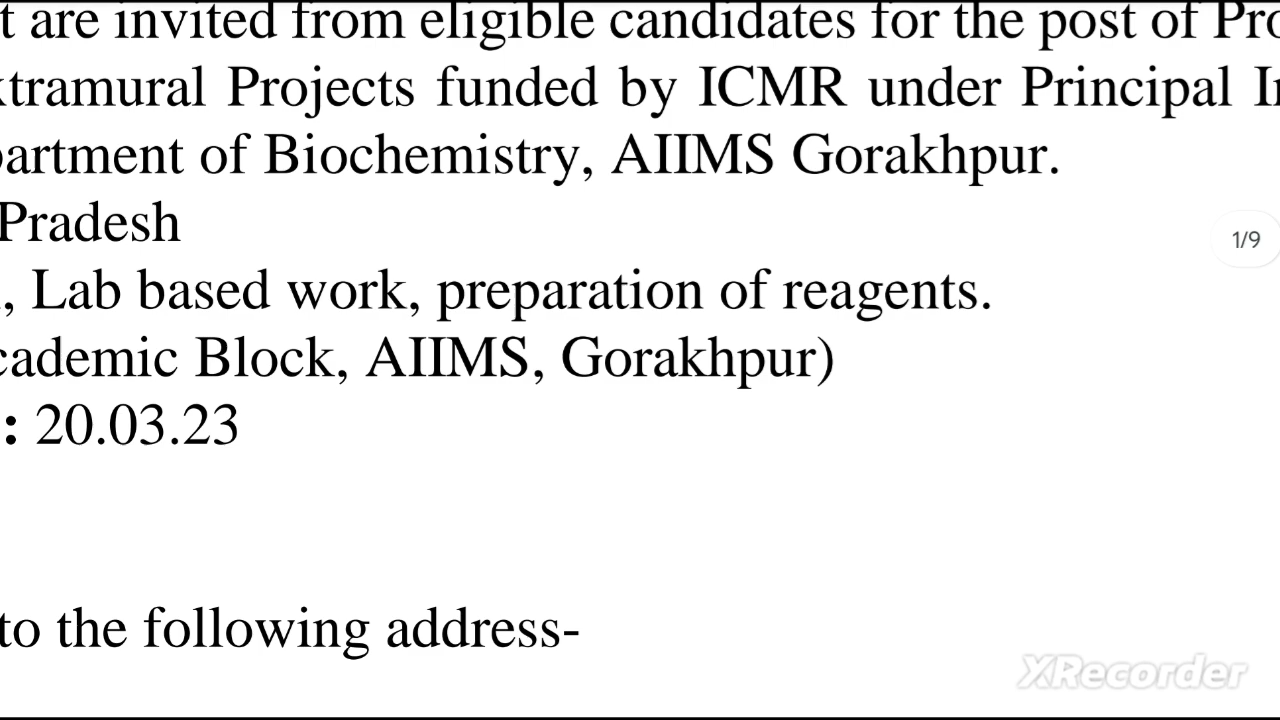 t are invited from eligible candidates for the post of Pro
xtramural Projects funded by ICMR under Principal In
partment of Biochemistry, AIIMS Gorakhpur.
Pradesh
1/9
, Lab based work, preparation of reagents.
cademic Block, AIIMS, Gorakhpur)
: 20.03.23
to the following address-
XRecorder